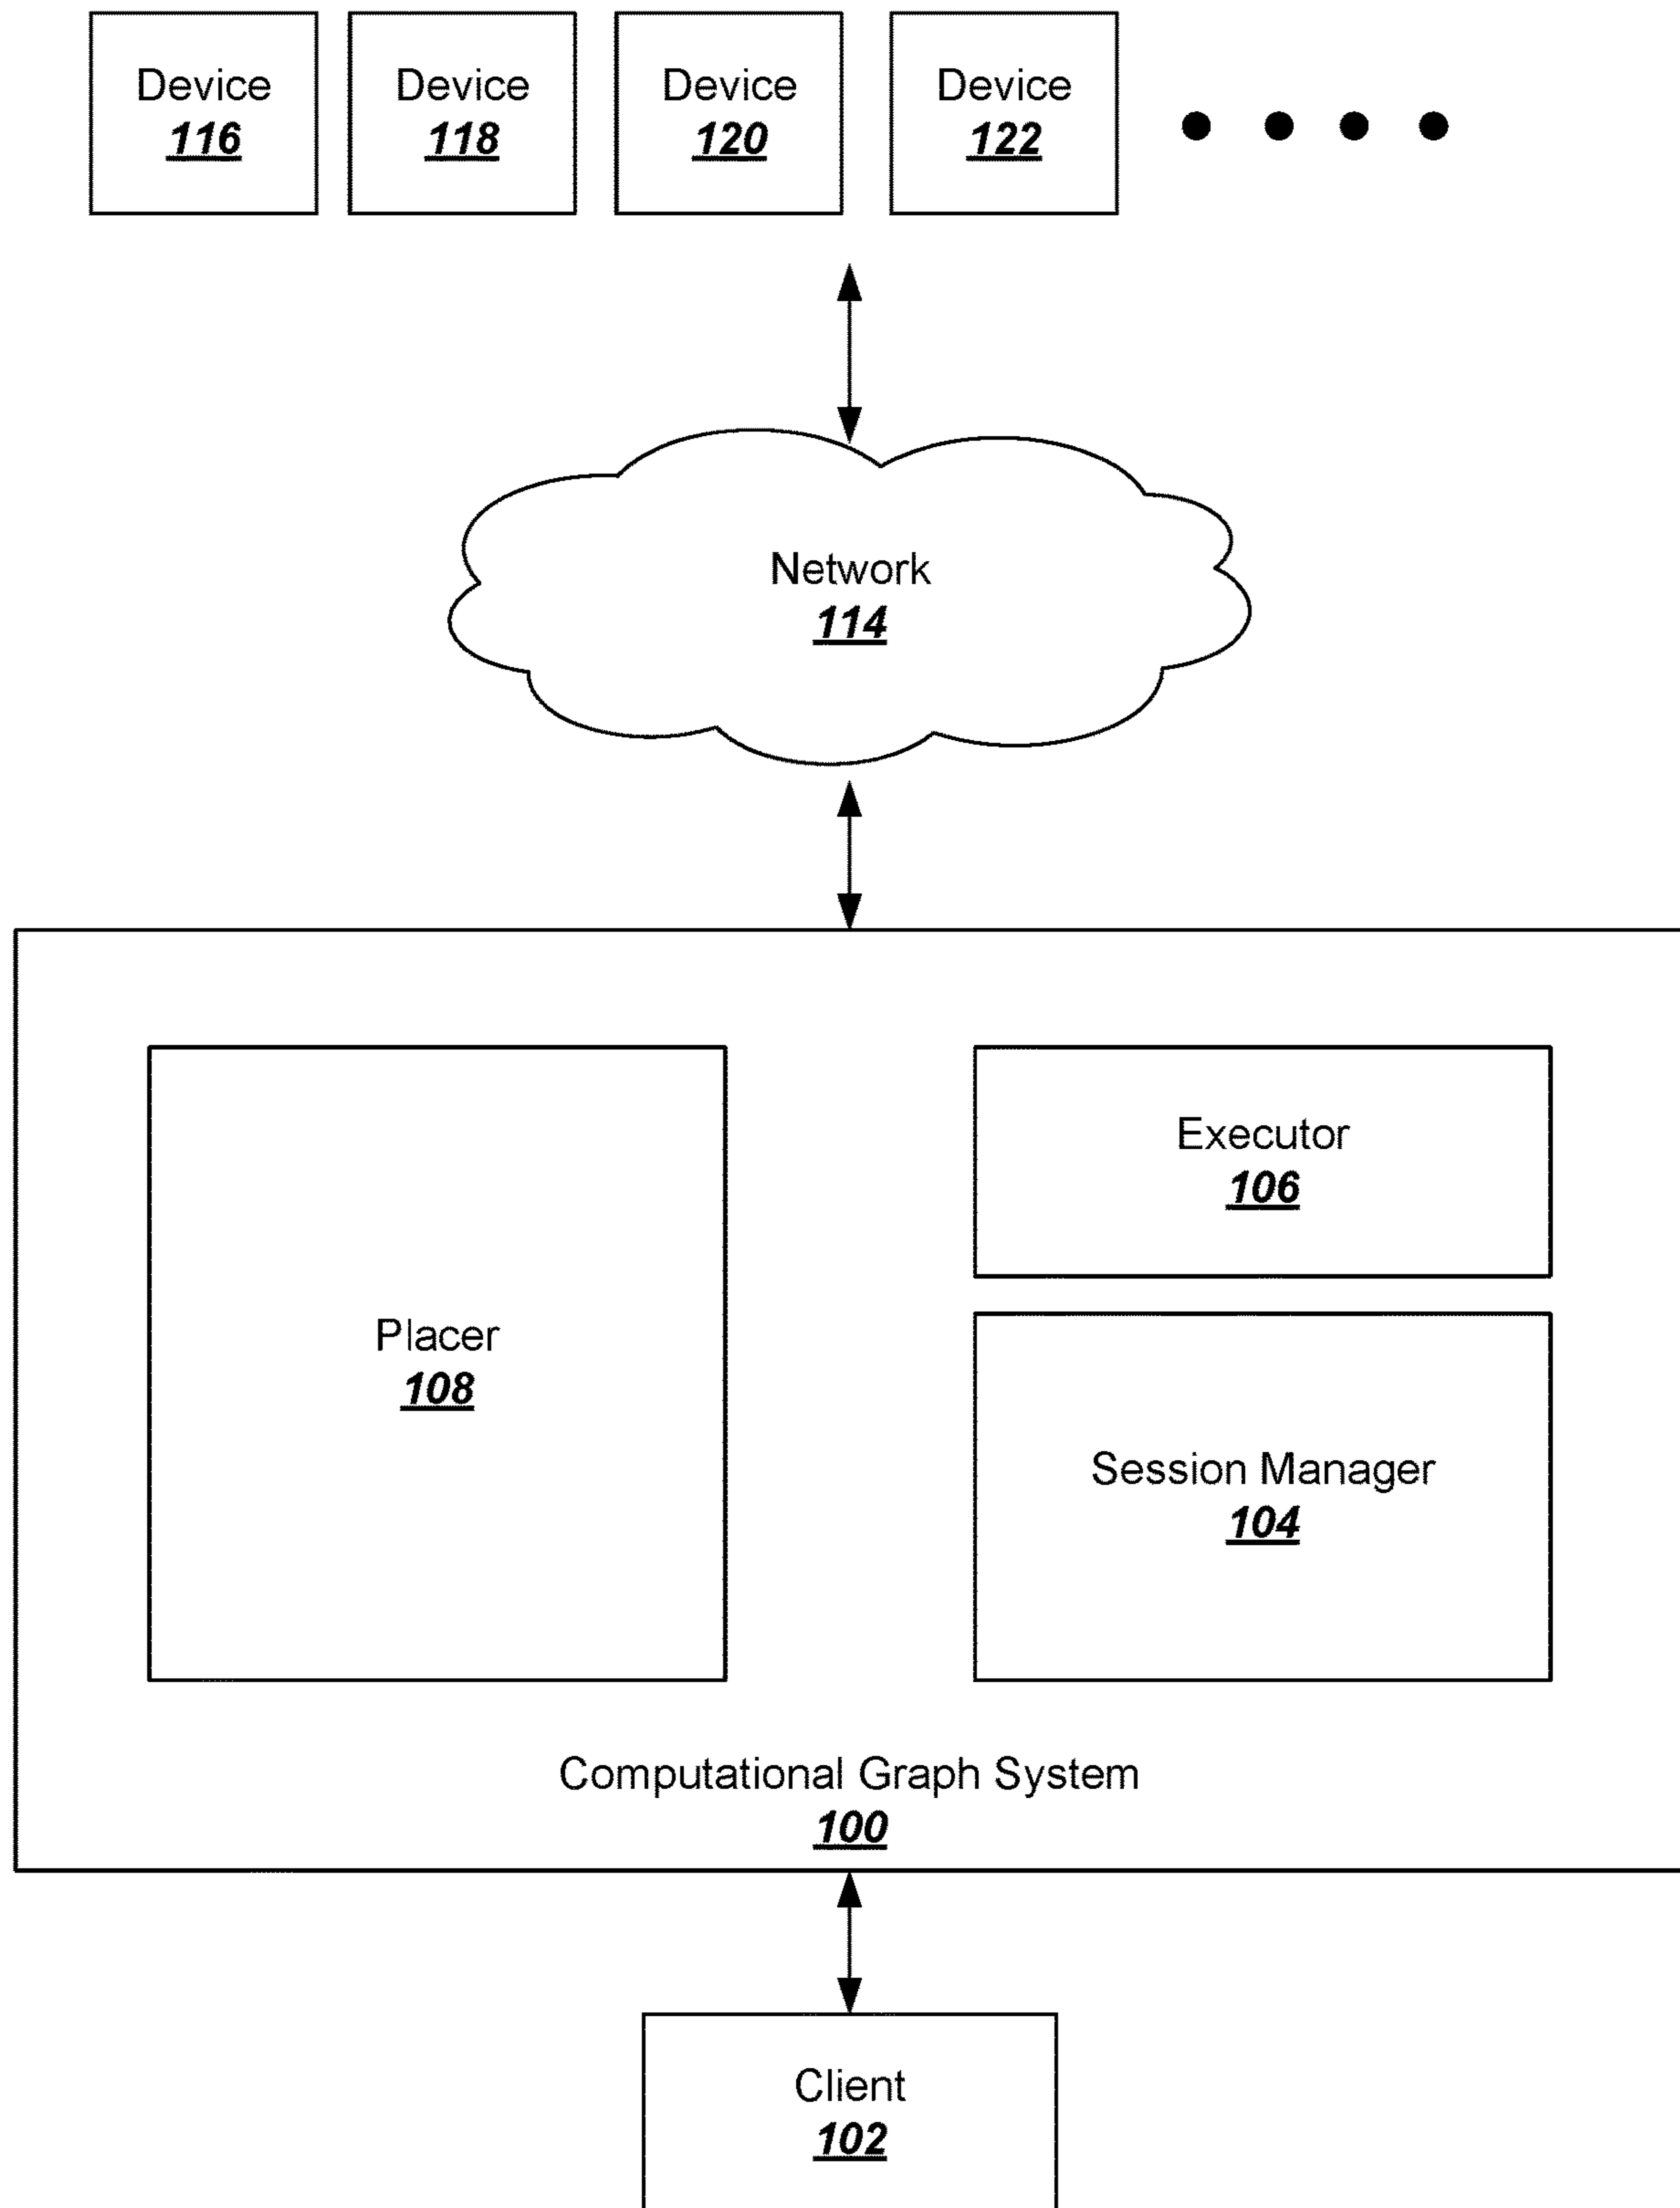 Device
116
Device
118
Device
120
Device
122
Network
114
Placer
108
Executor
106
Session Manager
104
Computational Graph System
100
Client
102